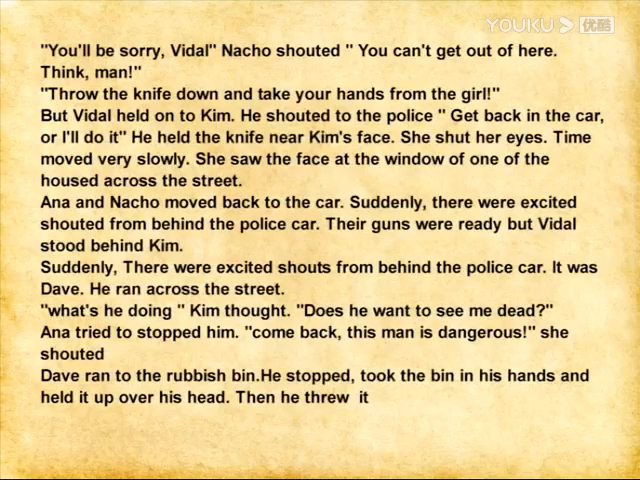 YOUKU 优酷
"You'll be sorry, Vidal" Nacho shouted " You can't get out of here.
Think, man!"
"Throw the knife down and take your hands from the girl!"
But Vidal held on to Kim. He shouted to the police " Get back in the car,
or I'll do it" He held the knife near Kim's face. She shut her eyes. Time
moved very slowly. She saw the face at the window of one of the
housed across the street.
Ana and Nacho moved back to the car. Suddenly, there were excited
shouted from behind the police car. Their guns were ready but Vidal
stood behind Kim.
Suddenly, There were excited shouts from behind the police car. It was
Dave. He ran across the street.
"what's he doing " Kim thought. "Does he want to see me dead?"
Ana tried to stopped him. "come back, this man is dangerous!" she
shouted
Dave ran to the rubbish bin.He stopped, took the bin in his hands and
held it up over his head. Then he threw  it